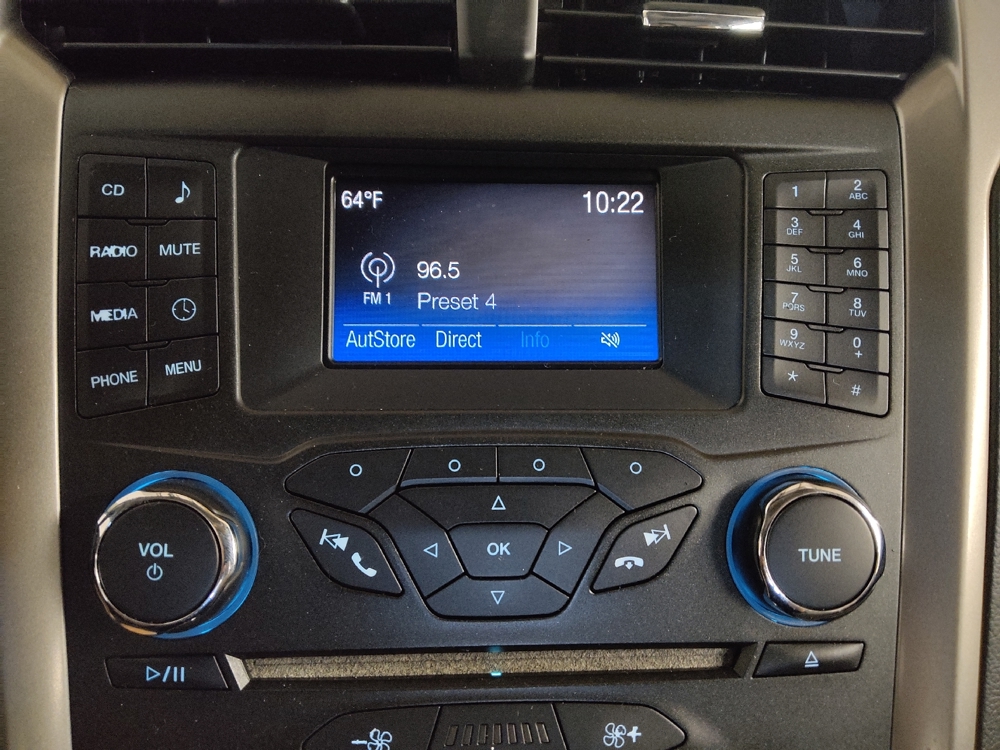 64°F 10:22
96.5
FM 1 Preset 4
AutStore Direct Info
CD
RADIO MUTE
MEDIA
PHONE MENU
1 2 ABC
3 DEF 4 GHI
5 JKL 6 MNO
7 PQRS 8 TUV
9 WXYZ 0 +
* #
VOL
OK
TUNE